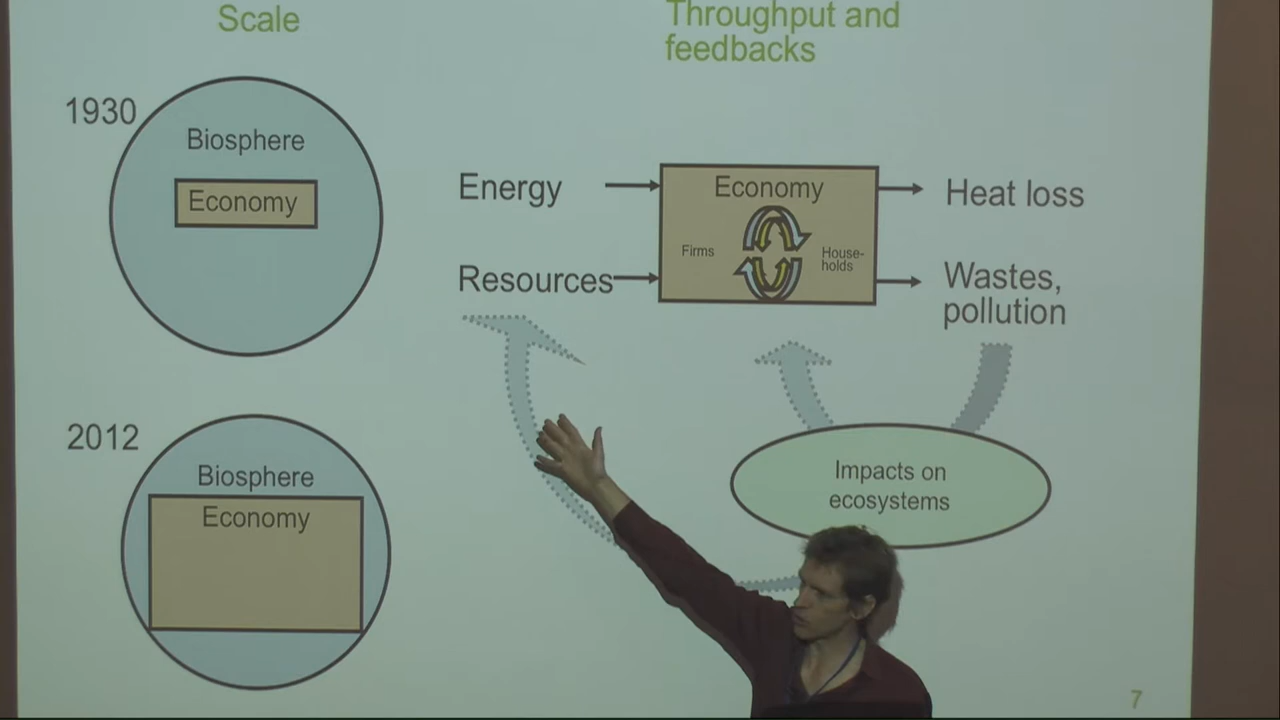 Scale
1930
Biosphere
Economy
2012
Biosphere
Economy
Throughput and
feedbacks
Energy
Resources
Economy
Firms
House-
holds
Heat loss
Wastes,
pollution
Impacts on
ecosystems
7